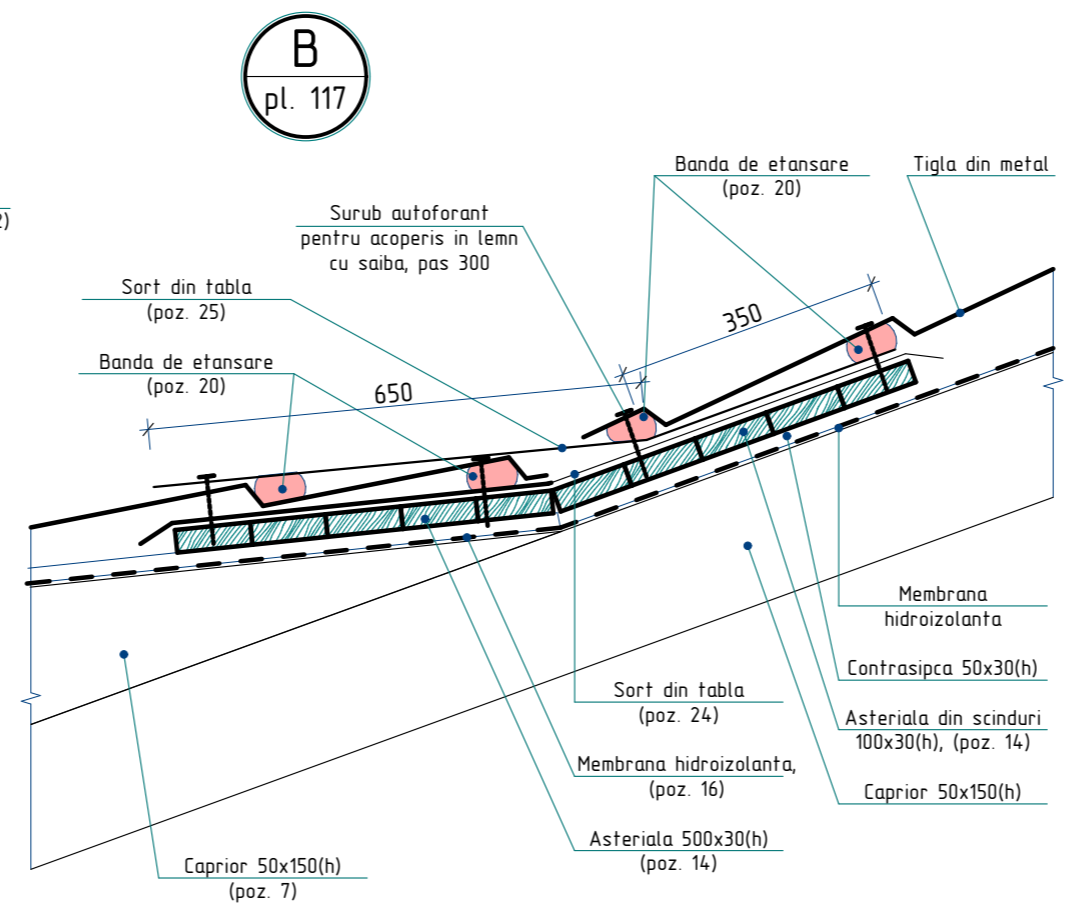 B
pl. 117
2)
Banda de etansare
(poz. 20)
Tigla din metal
Surub autoforant
pentru acoperis in lemn
cu saiba, pas 300
Sort din tabla
(poz. 25)
Banda de etansare
(poz. 20)
650
350
Membrana
hidroizolanta
Contrasipca 50x30(h)
Sort din tabla
(poz. 24)
Asteriala din scinduri
100x30(h), (poz. 14)
Membrana hidroizolanta,
(poz. 16)
Caprior 50x150(h)
Asteriala 500x30(h)
(poz. 14)
Caprior 50x150(h)
(poz. 7)